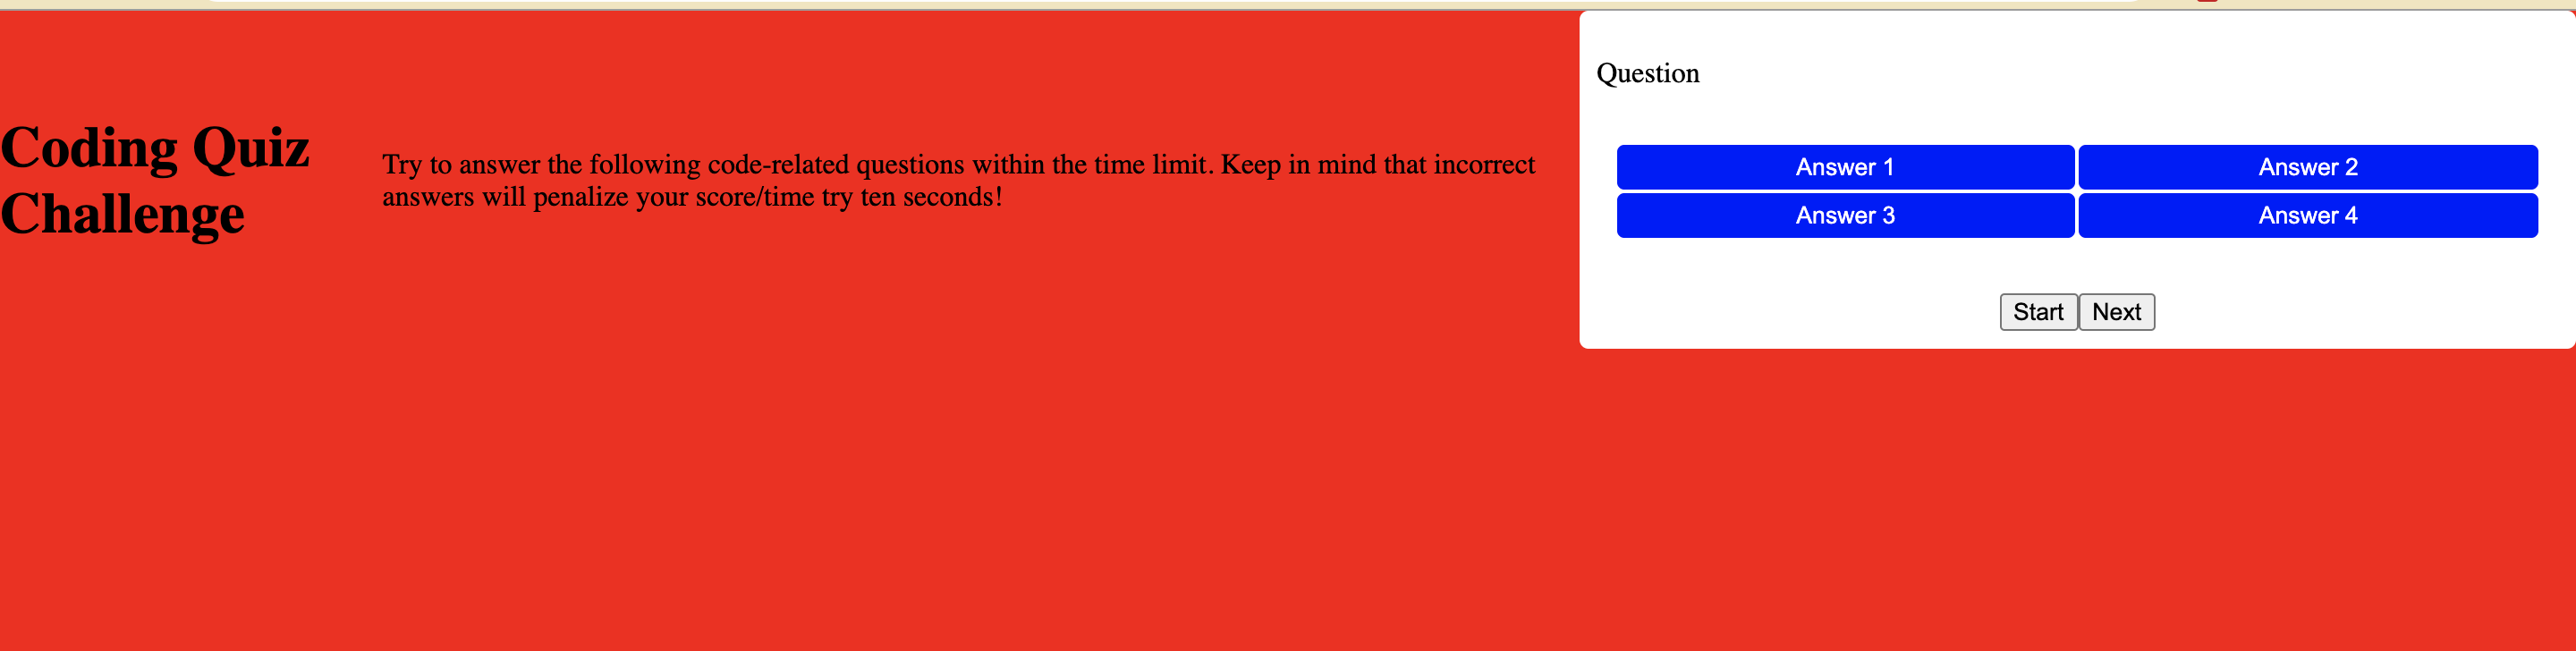 Coding Quiz
Challenge
Try to answer the following code-related questions within the time limit. Keep in mind that incorrect
answers will penalize your score/time try ten seconds!
Question
Answer 1
Answer 2
Answer 3
Answer 4
Start
Next